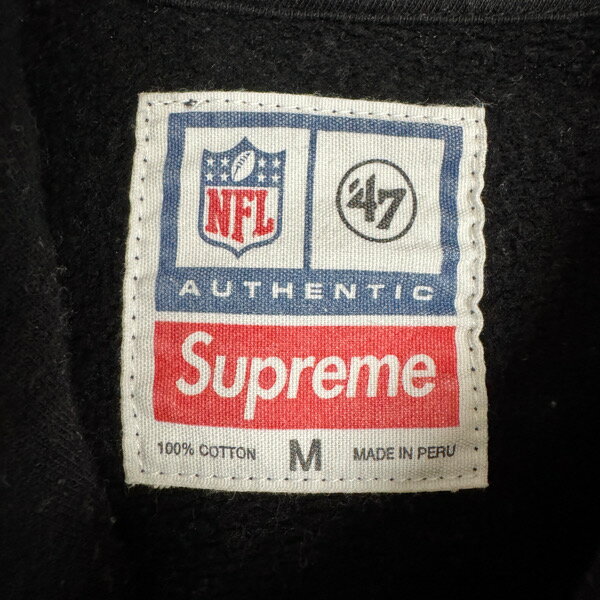 NFL '47
AUTHENTIC
Supreme
100% COTTON M MADE IN PERU